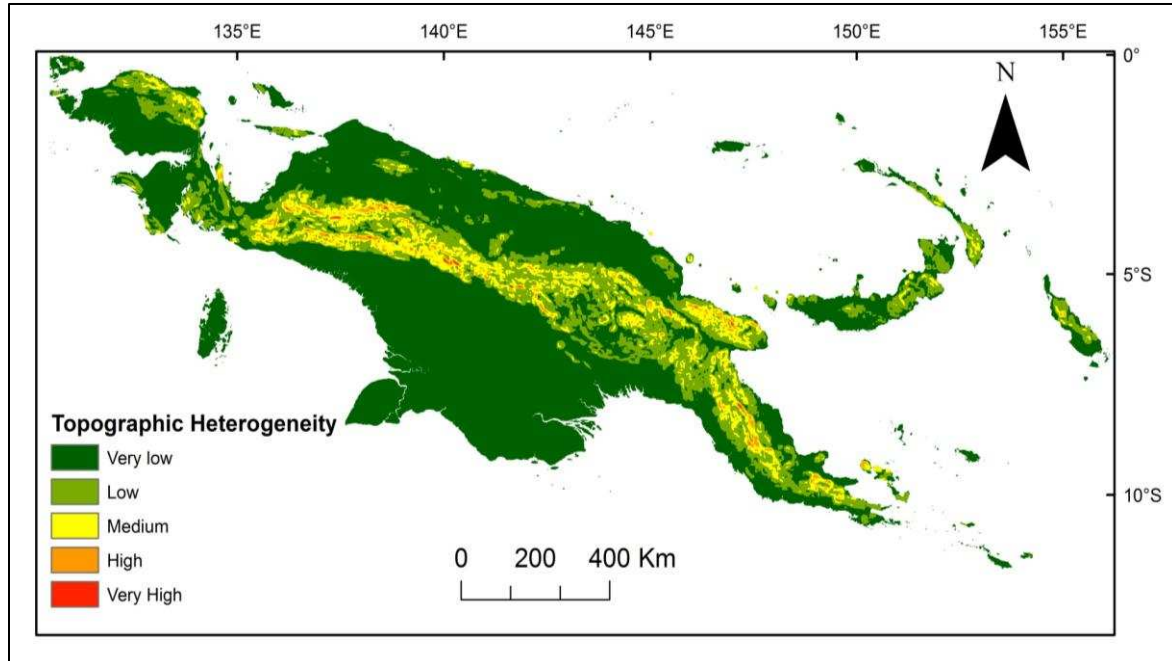 135°E 140°E 145°E 150°E 155°E
0°
N
5°S
10°S
Topographic Heterogeneity
Very low
Low
Medium
High
Very High
0 200 400 Km